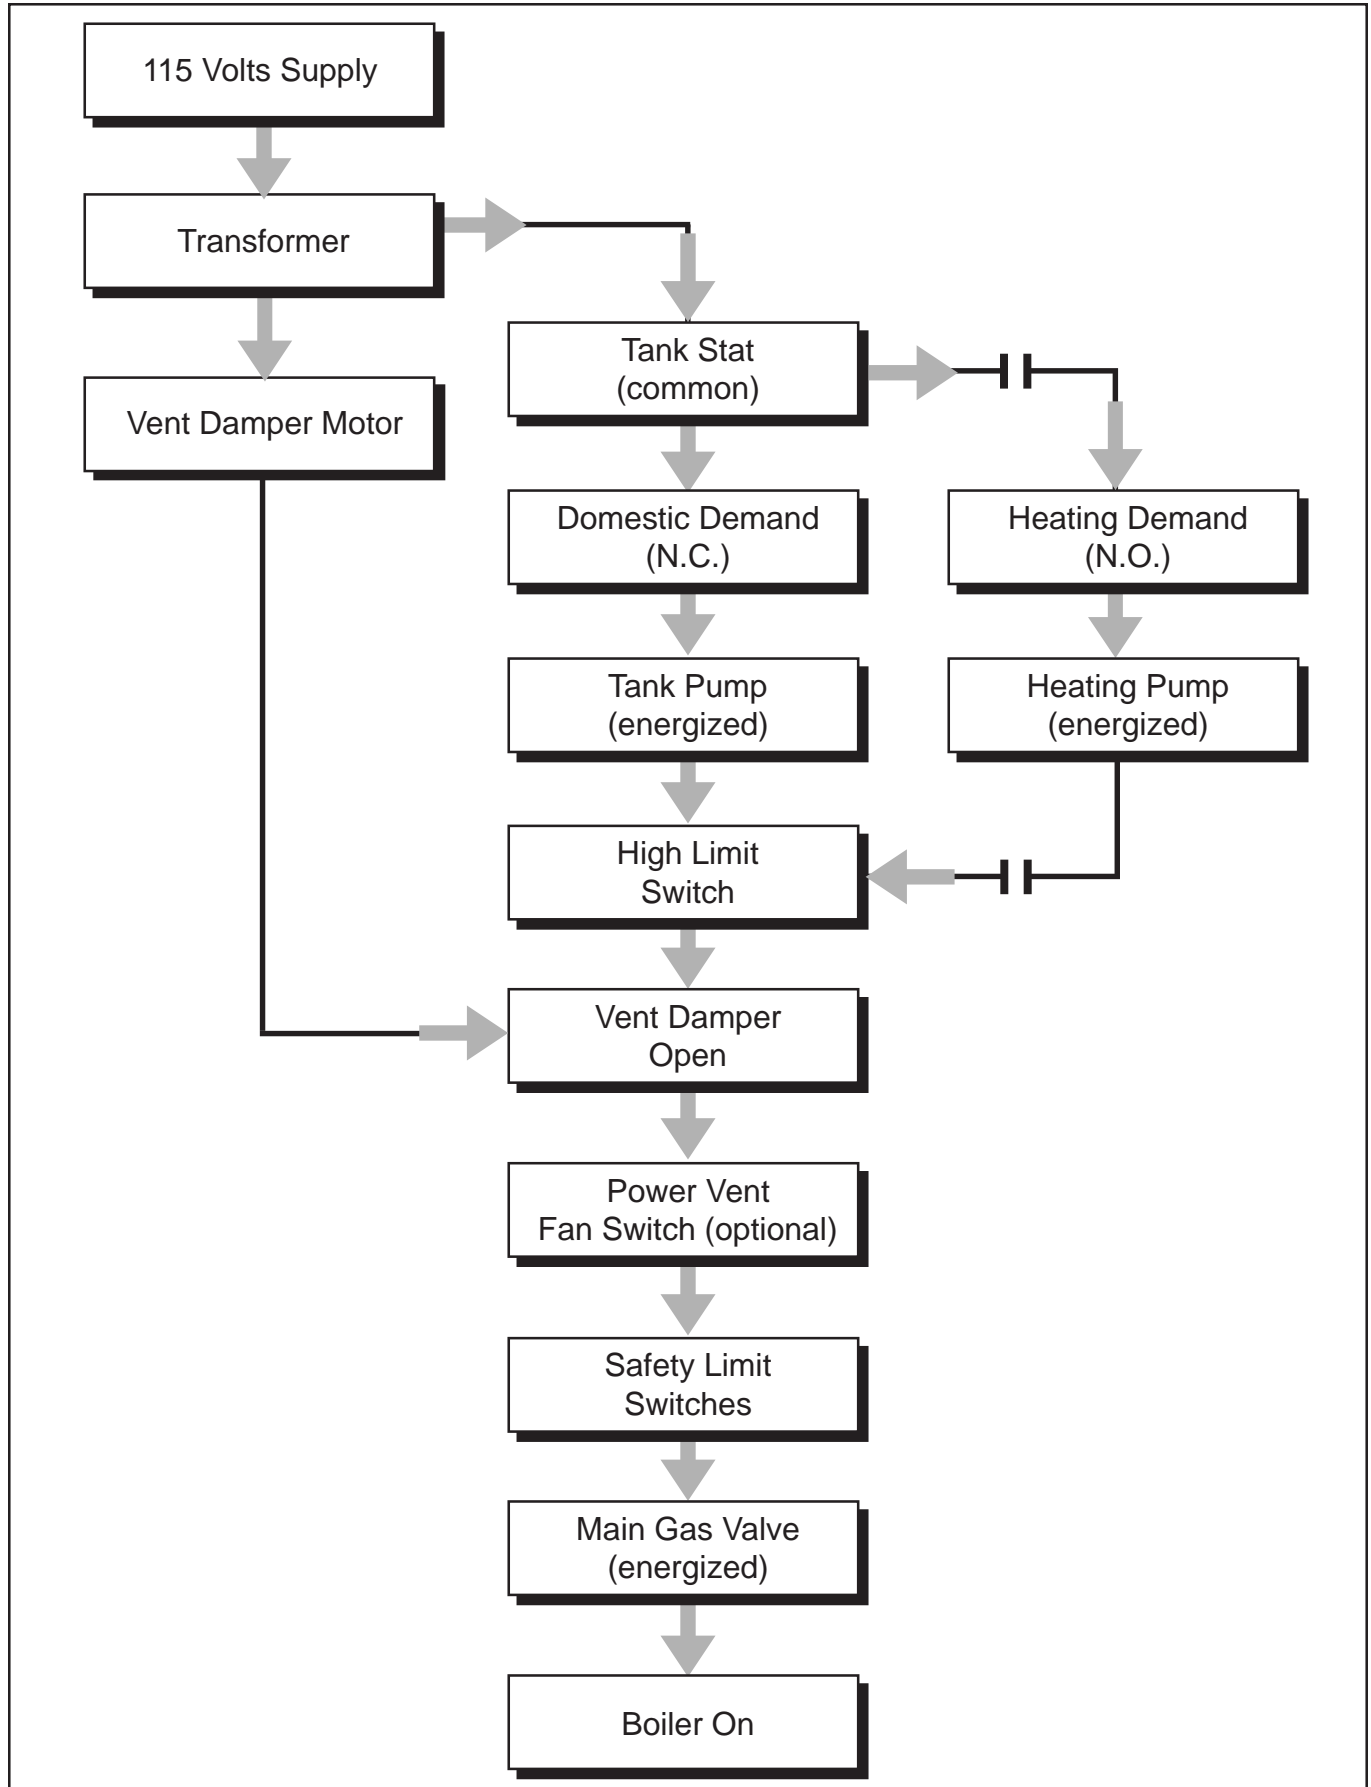 115 Volts Supply
Transformer
Vent Damper Motor
Tank Stat
(common)
Domestic Demand
(N.C.)
Heating Demand
(N.O.)
Tank Pump
(energized)
Heating Pump
(energized)
High Limit
Switch
Vent Damper
Open
Power Vent
Fan Switch (optional)
Safety Limit
Switches
Main Gas Valve
(energized)
Boiler On